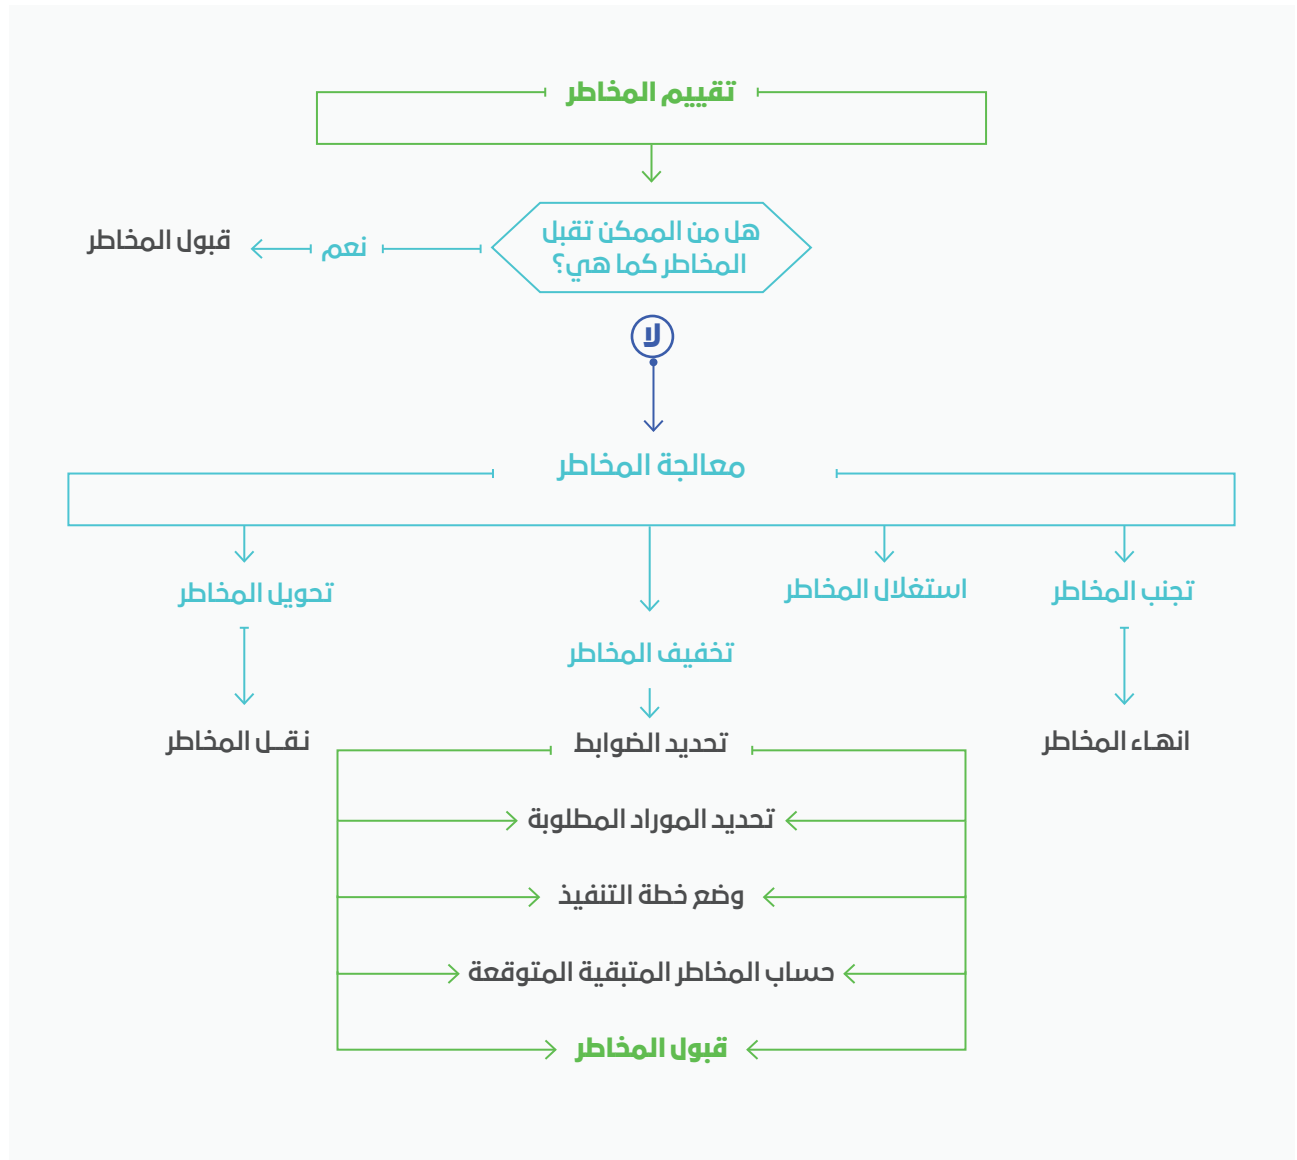 تقييم المخاطر
هل من الممكن تقبل
المخاطر كما هي؟
نعم
قبول المخاطر
لا
معالجة المخاطر
تجنب المخاطر
استغلال المخاطر
تخفيف المخاطر
تحويل المخاطر
انهاء المخاطر
نقل المخاطر
تحديد الضوابط
تحديد الموراد المطلوبة
وضع خطة التنفيذ
حساب المخاطر المتبقية المتوقعة
قبول المخاطر